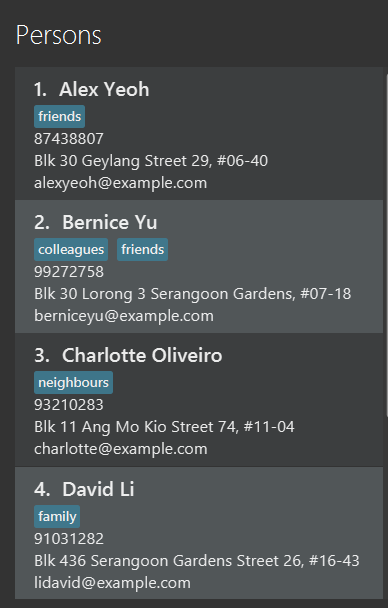 Persons
1. Alex Yeoh
friends
87438807
Blk 30 Geylang Street 29, #06-40
alexyeoh@example.com
2. Bernice Yu
colleagues friends
99272758
Blk 30 Lorong 3 Serangoon Gardens, #07-18
berniceyu@example.com
3. Charlotte Oliveiro
neighbours
93210283
Blk 11 Ang Mo Kio Street 74, #11-04
charlotte@example.com
4. David Li
family
91031282
Blk 436 Serangoon Gardens Street 26, #16-43
lidavid@example.com